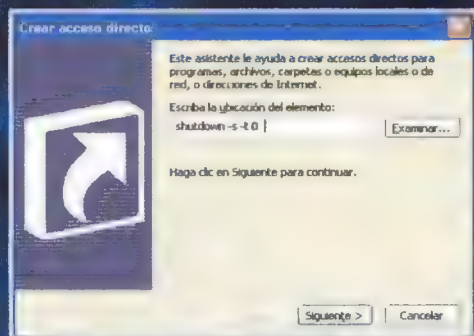 Crear acceso directo
Este asistente le ayuda a crear accesos directos para
programas, archivos, carpetas o equipos locales o de
red, o direcciones de Internet.
Escriba la ubicación del elemento:
shutdown -s -t 0
Examinar...
Haga clic en Siguiente para continuar.
Siguiente >
Cancelar